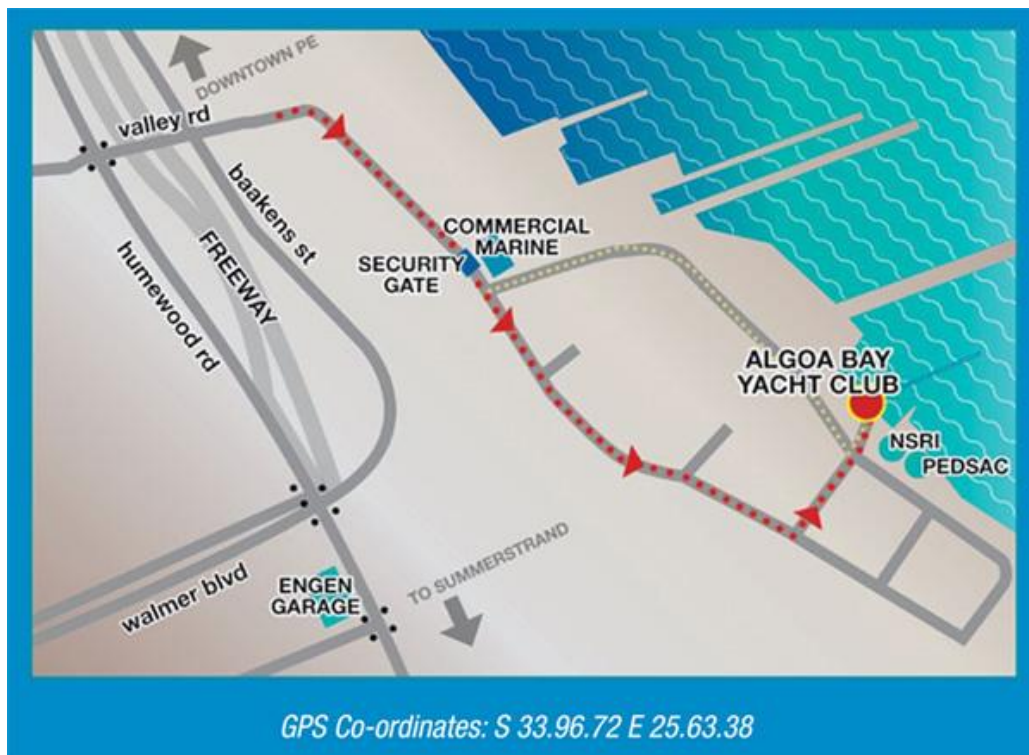 DOWNTOWN PE
valley rd
baakens st
FREEWAY
humewood rd
COMMERCIAL
MARINE
SECURITY
GATE
ALGOA BAY
YACHT CLUB
NSRI
PEDSAC
walmer blvd
ENGEN
GARAGE
TO SUMMERSTRAND
GPS Co-ordinates: S 33.96.72 E 25.63.38